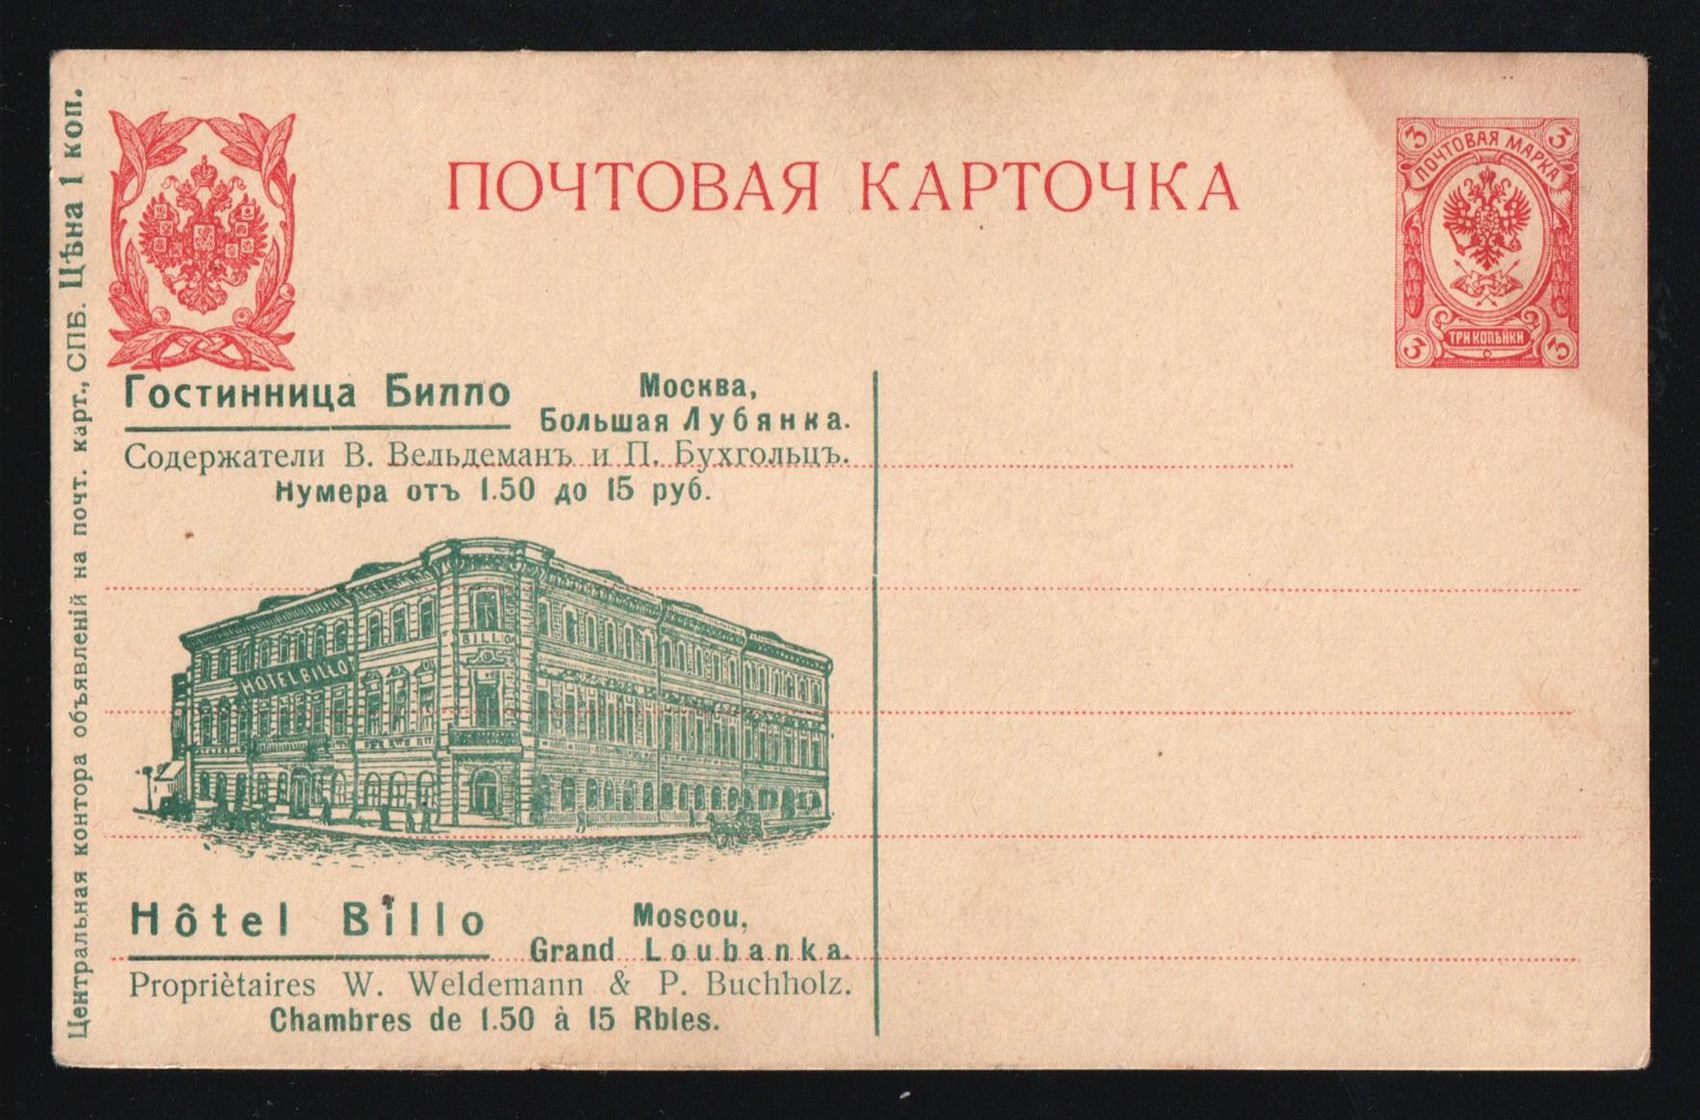 ПОЧТОВАЯ КАРТОЧКА
3 3
ПОЧТОВАЯ МАРКА
ТРИ КОПѢЙКИ
3 3
Центральная контора объявленій на почт. карт., СПБ. Цѣна 1 коп.
Гостинница Билло
Москва,
Большая Лубянка.
Содержатели В. Вельдеманъ и П. Бухгольцъ.
Нумера отъ 1.50 до 15 руб.
BILLO
HOTEL BILLO
Hôtel Billo
Moscou,
Grand Loubanka.
Propriètaires W. Weldemann & P. Buchholz.
Chambres de 1.50 à 15 Rbles.